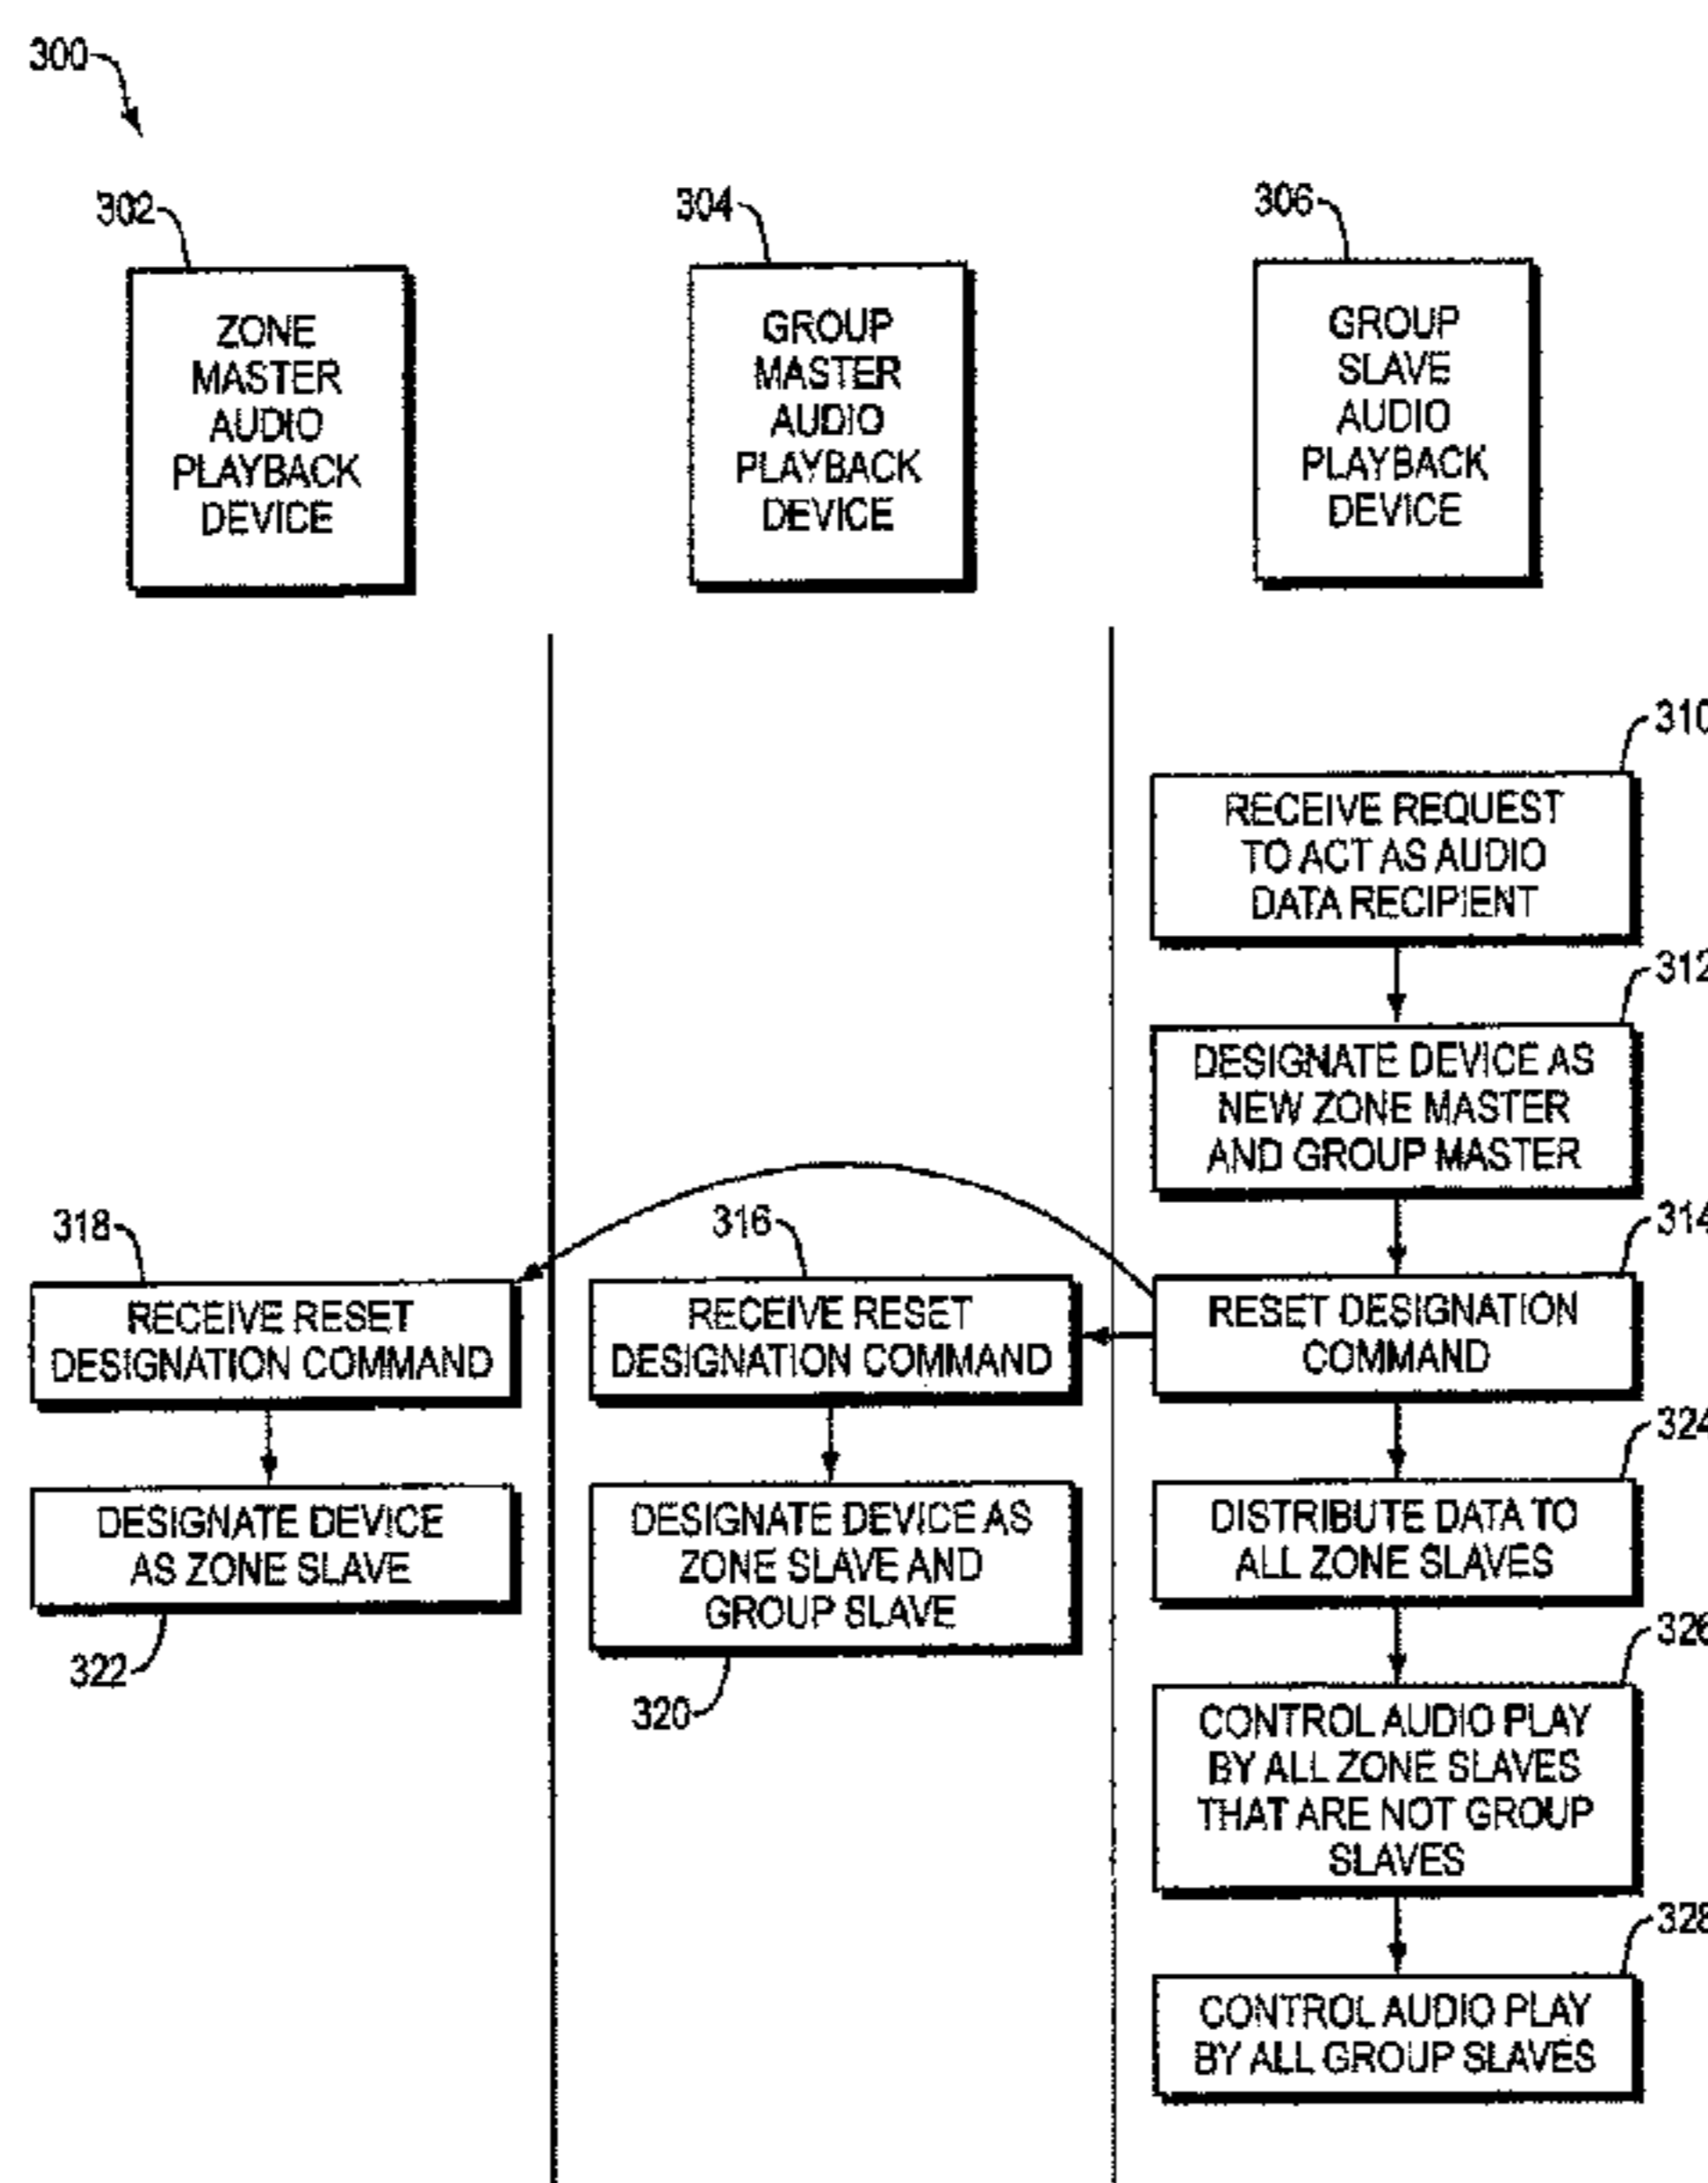 300
302
304
306
ZONE
MASTER
AUDIO
PLAYBACK
DEVICE
GROUP
MASTER
AUDIO
PLAYBACK
DEVICE
GROUP
SLAVE
AUDIO
PLAYBACK
DEVICE
310
RECEIVE REQUEST
TO ACT AS AUDIO
DATA RECIPIENT
312
DESIGNATE DEVICE AS
NEW ZONE MASTER
AND GROUP MASTER
318
316
314
RECEIVE RESET
DESIGNATION COMMAND
RECEIVE RESET
DESIGNATION COMMAND
RESET DESIGNATION
COMMAND
324
DESIGNATE DEVICE
AS ZONE SLAVE
DESIGNATE DEVICE AS
ZONE SLAVE AND
GROUP SLAVE
DISTRIBUTE DATA TO
ALL ZONE SLAVES
322
320
326
CONTROL AUDIO PLAY
BY ALL ZONE SLAVES
THAT ARE NOT GROUP
SLAVES
328
CONTROL AUDIO PLAY
BY ALL GROUP SLAVES